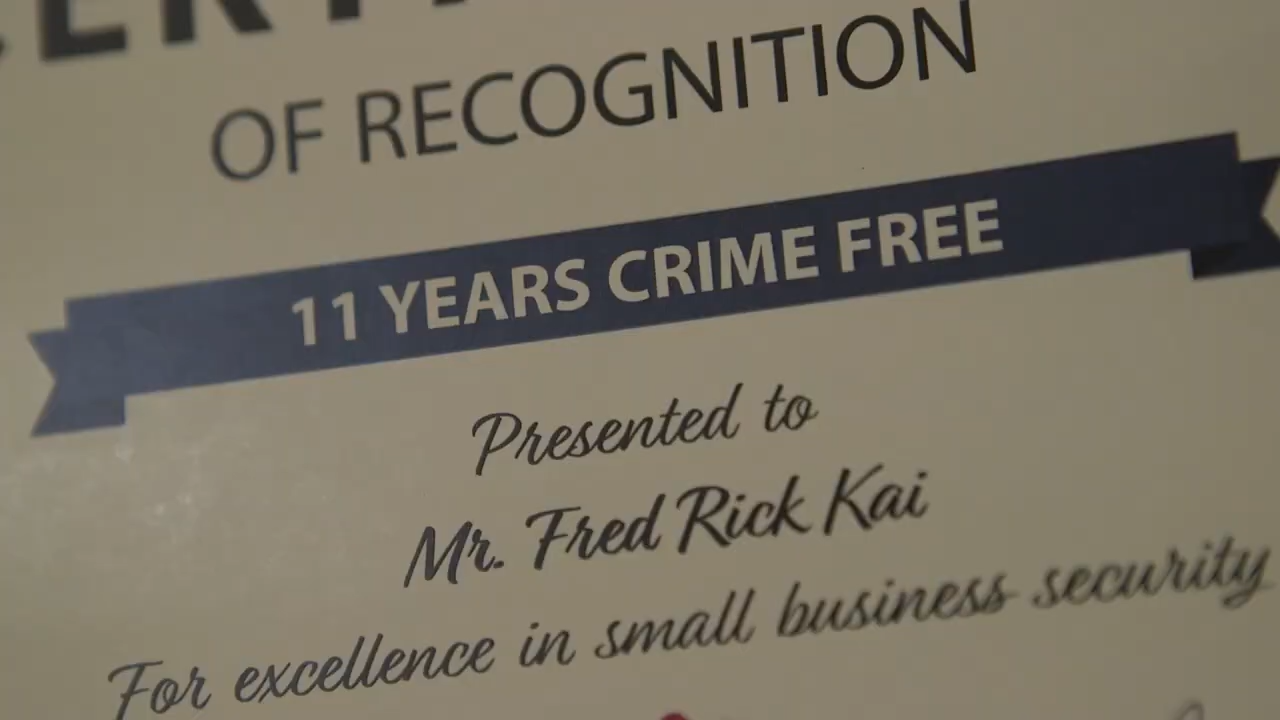 OF RECOGNITION
11 YEARS CRIME FREE
Presented to
Mr. Fred Rick Kai
For excellence in small business security